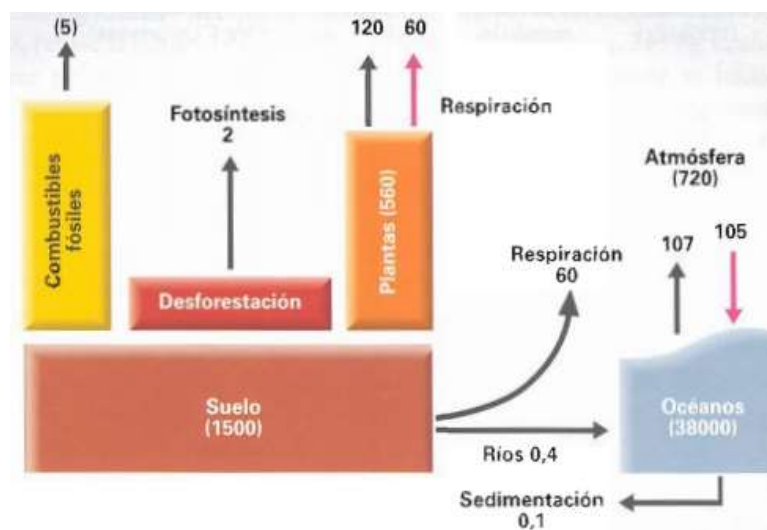 (5)
120 60
Respiración
Fotosíntesis
2
Combustibles
fósiles
Plantas (560)
Desforestación
Atmósfera
(720)
107
105
Respiración
60
Suelo
(1500)
Océanos
(38000)
Ríos 0,4
Sedimentación
0,1